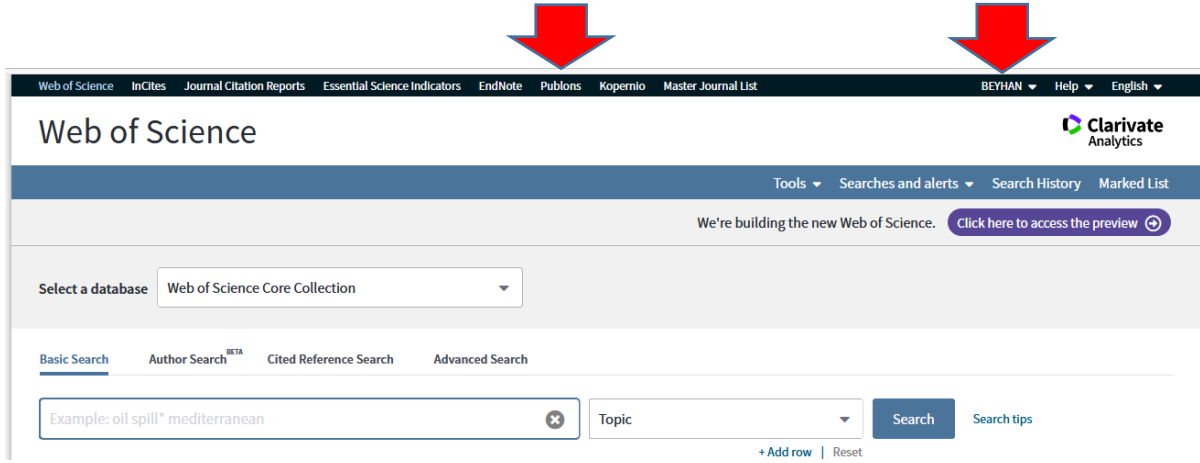 Web of Science InCites Journal Citation Reports Essential Science Indicators EndNote Publons Kopernio Master Journal List BEYHAN Help English
Web of Science
Clarivate
Analytics
Tools Searches and alerts Search History Marked List
We're building the new Web of Science. Click here to access the preview
Select a database Web of Science Core Collection
Basic Search Author Search BETA Cited Reference Search Advanced Search
Example: oil spill* mediterranean Topic Search Search tips
+ Add row | Reset